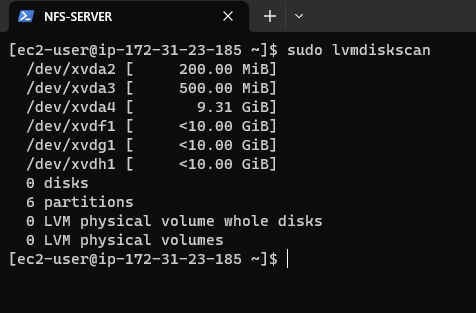 NFS-SERVER
[ec2-user@ip-172-31-23-185 ~]$ sudo lvmdiskscan
/dev/xvda2 [     200.00 MiB]
/dev/xvda3 [     500.00 MiB]
/dev/xvda4 [       9.31 GiB]
/dev/xvdf1 [     <10.00 GiB]
/dev/xvdg1 [     <10.00 GiB]
/dev/xvdh1 [     <10.00 GiB]
0 disks
6 partitions
0 LVM physical volume whole disks
0 LVM physical volumes
[ec2-user@ip-172-31-23-185 ~]$